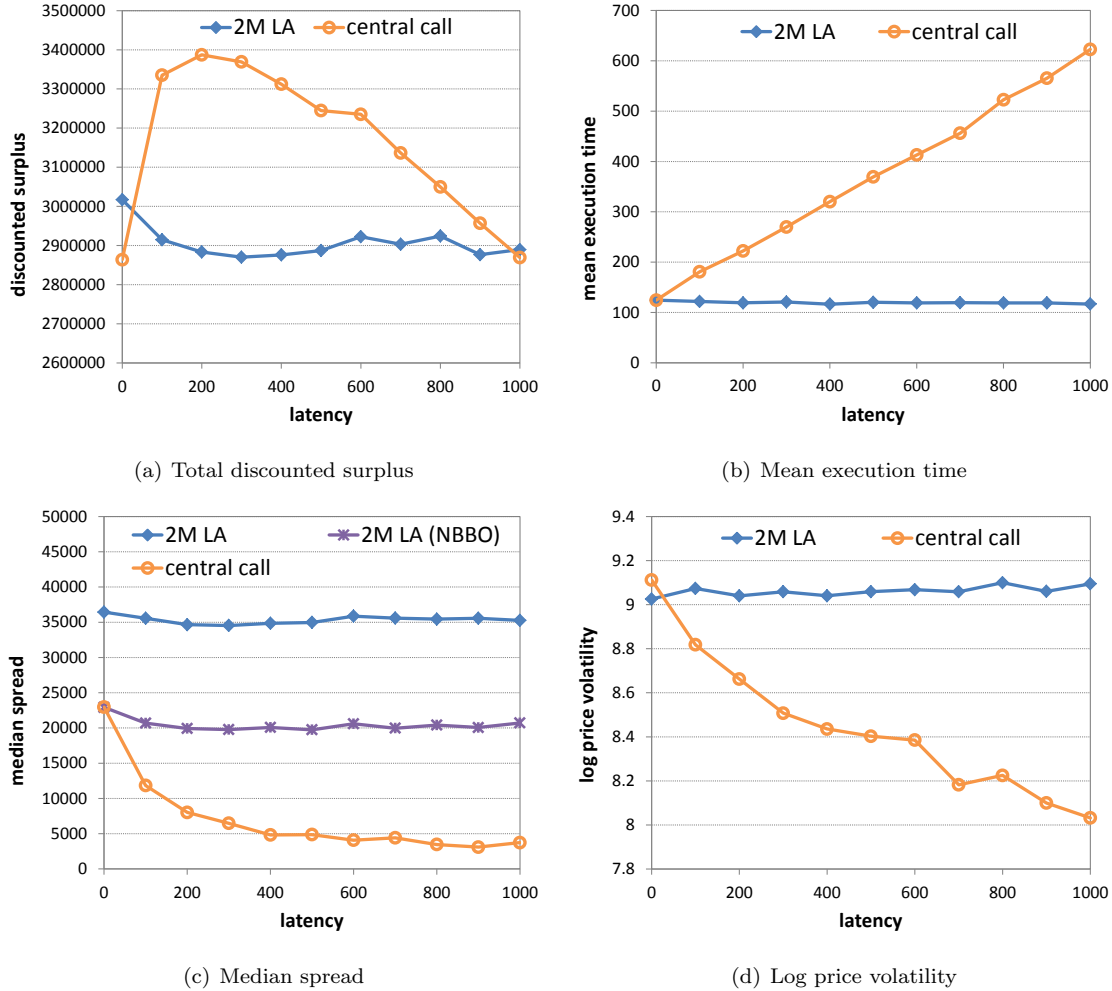 2M LA central call
discounted surplus
3500000
3400000
3300000
3200000
3100000
3000000
2900000
2800000
2700000
2600000
0 200 400 600 800 1000
latency
(a) Total discounted surplus
2M LA central call
mean execution time
700
600
500
400
300
200
100
0
0 200 400 600 800 1000
latency
(b) Mean execution time
2M LA 2M LA (NBBO)
central call
median spread
50000
45000
40000
35000
30000
25000
20000
15000
10000
5000
0
0 200 400 600 800 1000
latency
(c) Median spread
2M LA central call
log price volatility
9.4
9.2
9
8.8
8.6
8.4
8.2
8
7.8
0 200 400 600 800 1000
latency
(d) Log price volatility